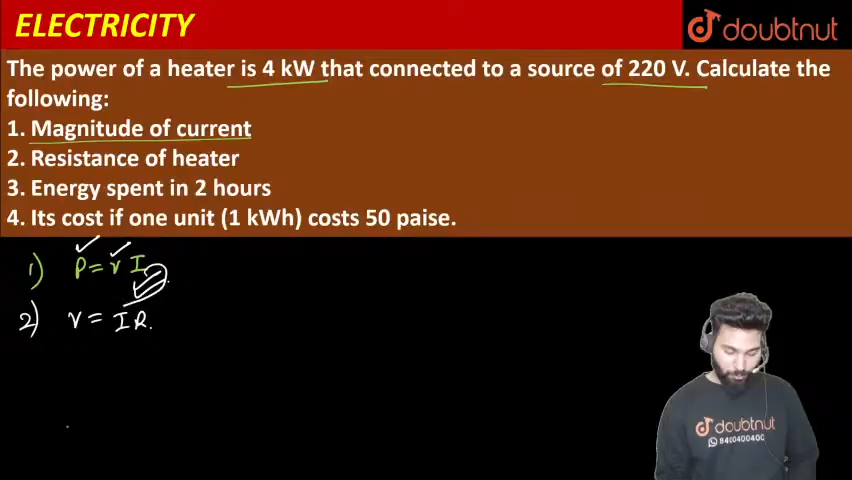 ELECTRICITY
doubtnut
The power of a heater is 4 kW that connected to a source of 220 V. Calculate the
following:
1. Magnitude of current
2. Resistance of heater
3. Energy spent in 2 hours
4. Its cost if one unit (1 kWh) costs 50 paise.
1) P = V I
2) V = I R.
doubtnut
8400400400